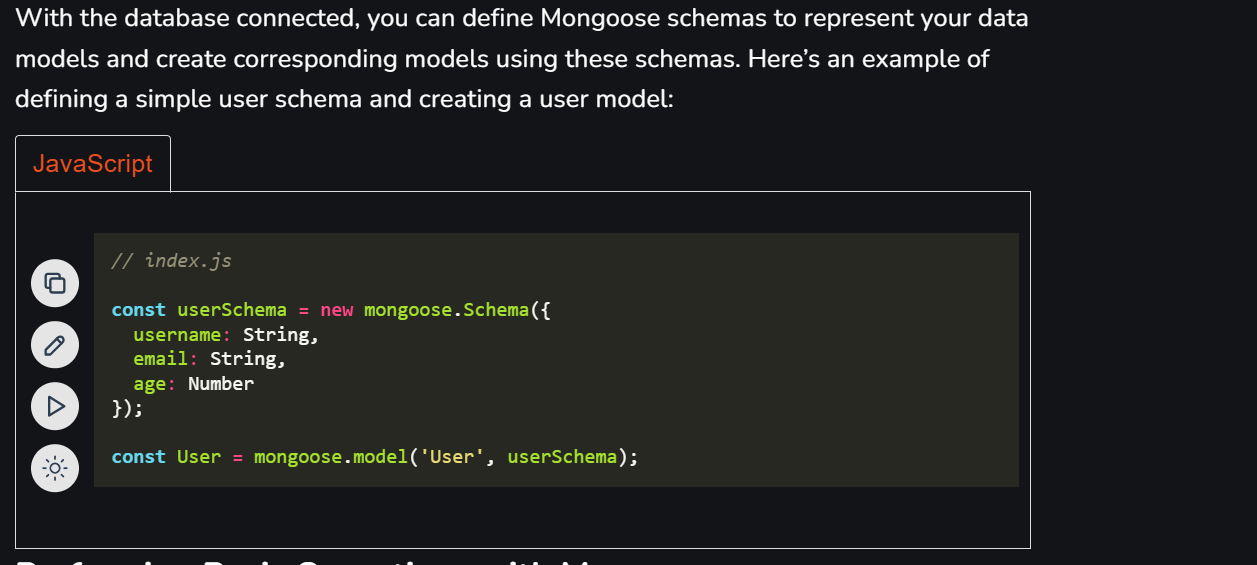 With the database connected, you can define Mongoose schemas to represent your data
models and create corresponding models using these schemas. Here’s an example of
defining a simple user schema and creating a user model:
JavaScript
// index.js
const userSchema = new mongoose.Schema({
  username: String,
  email: String,
  age: Number
});
const User = mongoose.model('User', userSchema);